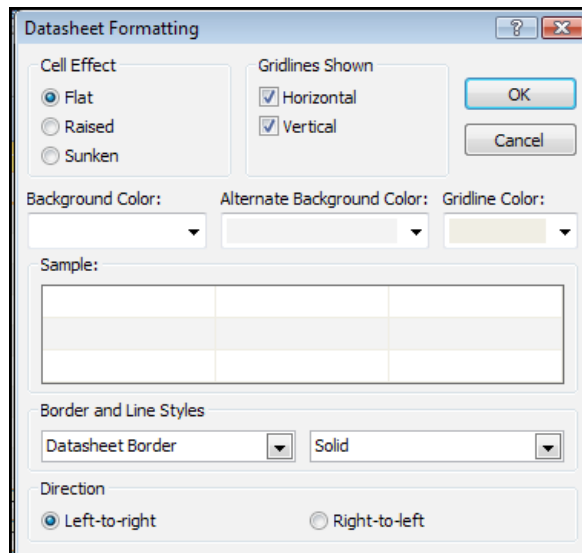 Datasheet Formatting
Cell Effect
Flat
Raised
Sunken
Gridlines Shown
Horizontal
Vertical
OK
Cancel
Background Color: Alternate Background Color: Gridline Color:
Sample:
Border and Line Styles
Datasheet Border Solid
Direction
Left-to-right Right-to-left